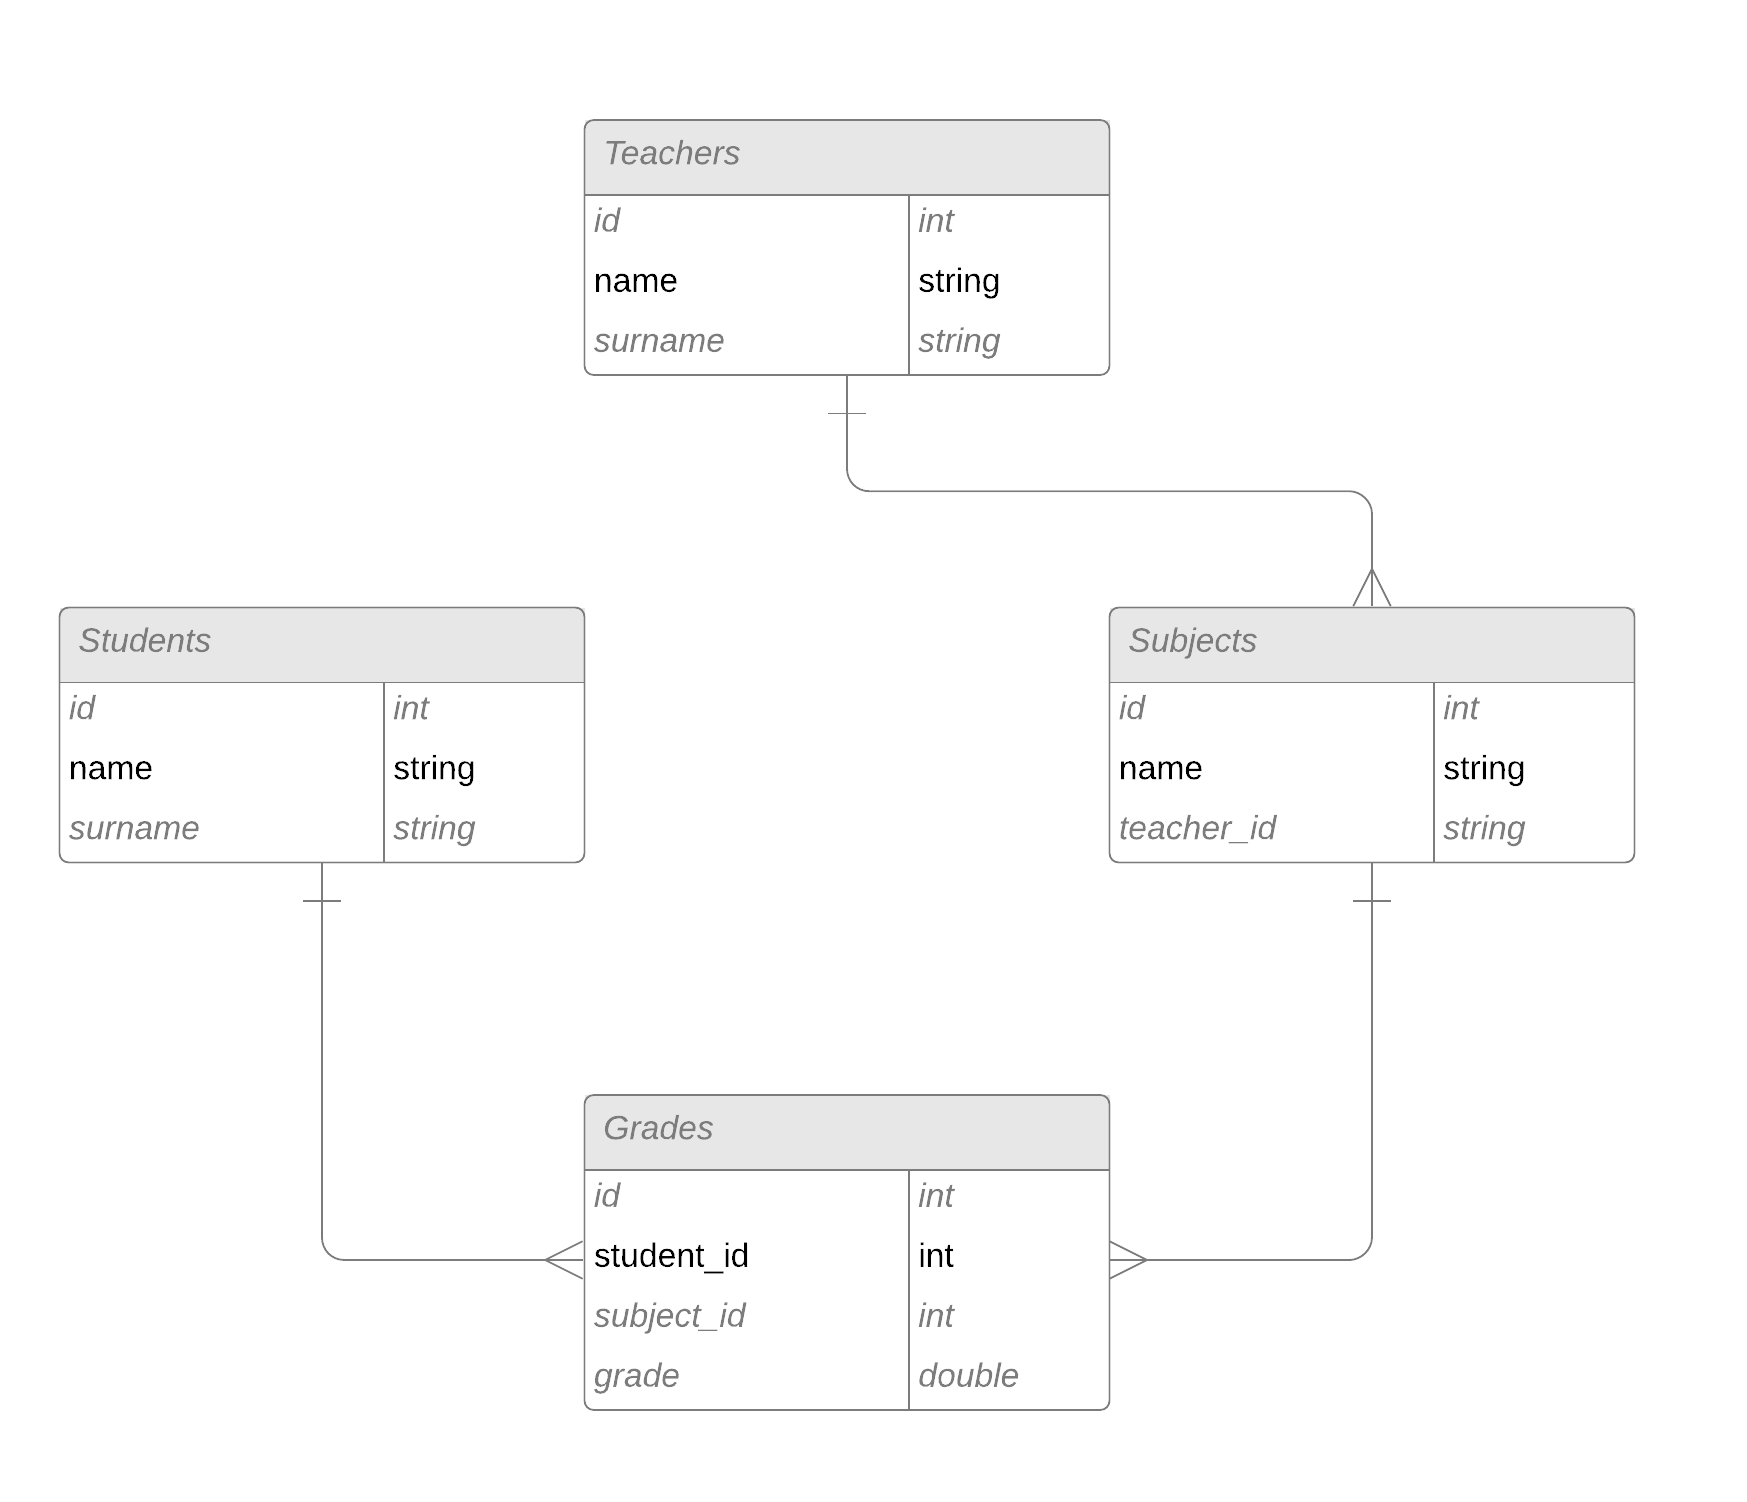 Teachers
id int
name string
surname string
Students
id int
name string
surname string
Subjects
id int
name string
teacher_id string
Grades
id int
student_id int
subject_id int
grade double